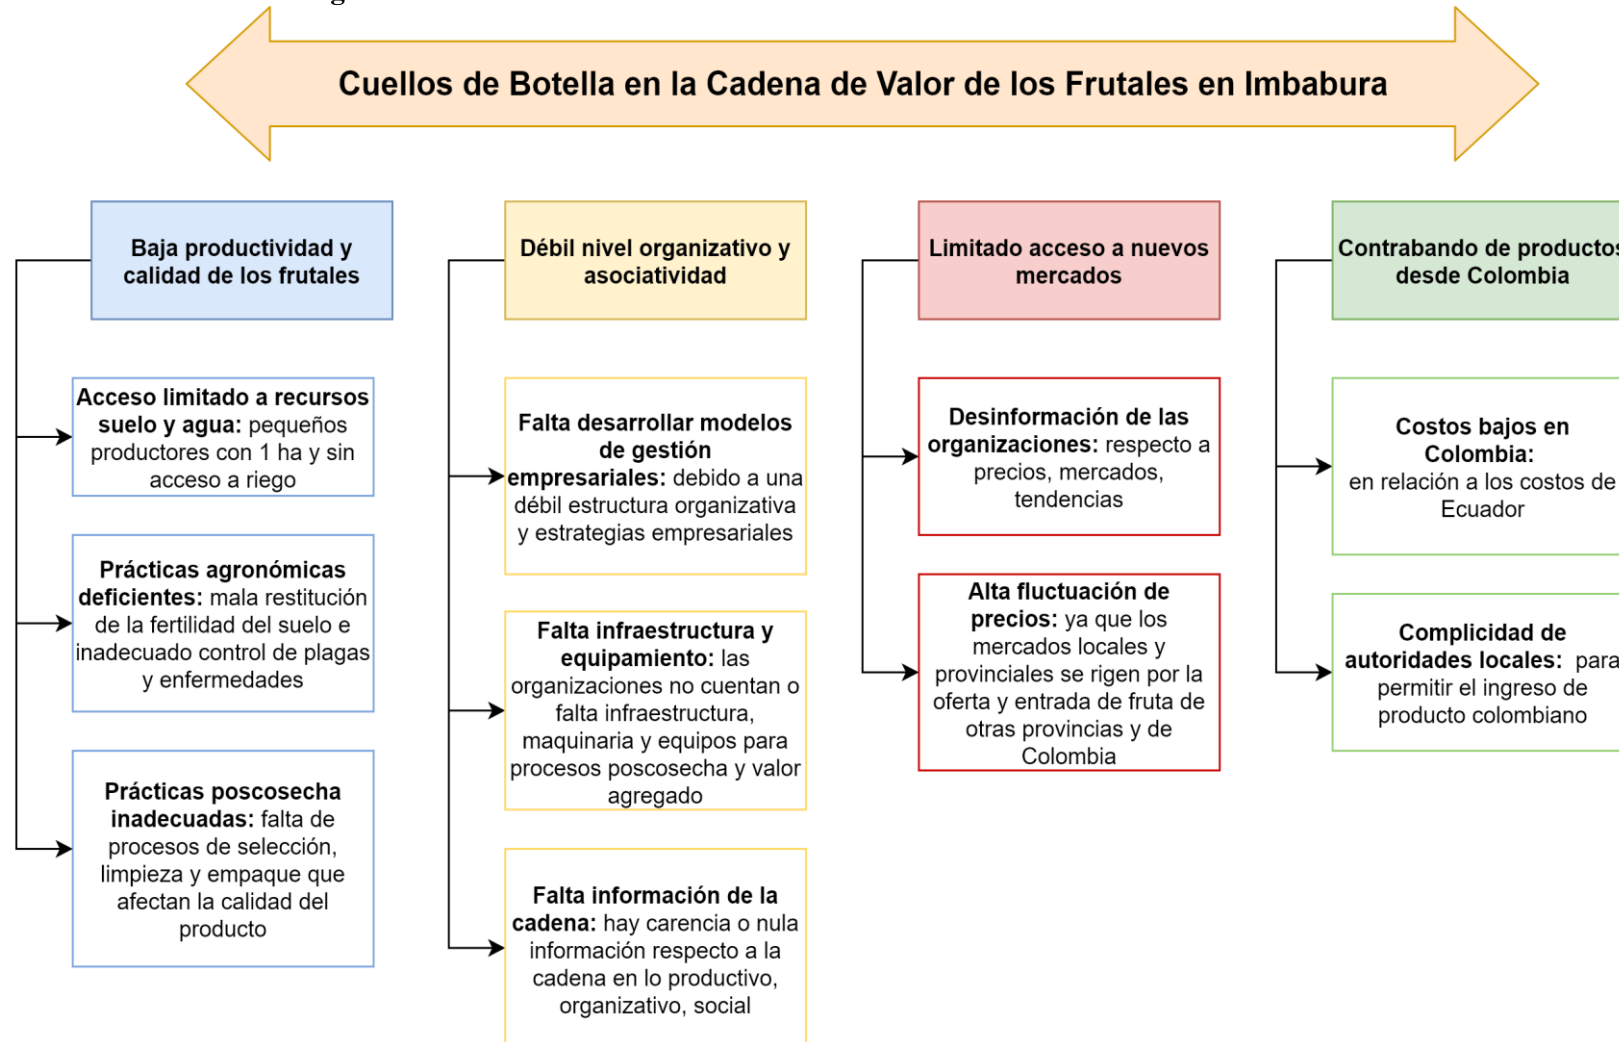 Cuellos de Botella en la Cadena de Valor de los Frutales en Imbabura
Baja productividad y
calidad de los frutales
Acceso limitado a recursos
suelo y agua: pequeños
productores con 1 ha y sin
acceso a riego
Prácticas agronómicas
deficientes: mala restitución
de la fertilidad del suelo e
inadecuado control de plagas
y enfermedades
Prácticas poscosecha
inadecuadas: falta de
procesos de selección,
limpieza y empaque que
afectan la calidad del
producto
Débil nivel organizativo y
asociatividad
Falta desarrollar modelos
de gestión
empresariales: debido a una
débil estructura organizativa
y estrategias empresariales
Falta infraestructura y
equipamiento: las
organizaciones no cuentan o
falta infraestructura,
maquinaria y equipos para
procesos poscosecha y valor
agregado
Falta información de la
cadena: hay carencia o nula
información respecto a la
cadena en lo productivo,
organizativo, social
Limitado acceso a nuevos
mercados
Desinformación de las
organizaciones: respecto a
precios, mercados,
tendencias
Alta fluctuación de
precios: ya que los
mercados locales y
provinciales se rigen por la
oferta y entrada de fruta de
otras provincias y de
Colombia
Contrabando de productos
desde Colombia
Costos bajos en
Colombia:
en relación a los costos de
Ecuador
Complicidad de
autoridades locales: para
permitir el ingreso de
producto colombiano